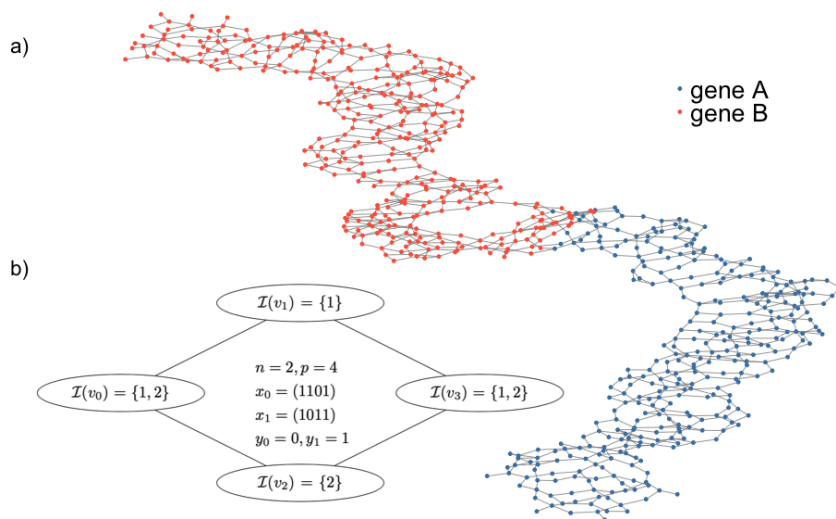 a)
gene A
gene B
b)
I(v₁) = {1}
n = 2, p = 4
x₀ = (1101)
I(v₀) = {1, 2}
I(v₃) = {1, 2}
x₁ = (1011)
y₀ = 0, y₁ = 1
I(v₂) = {2}